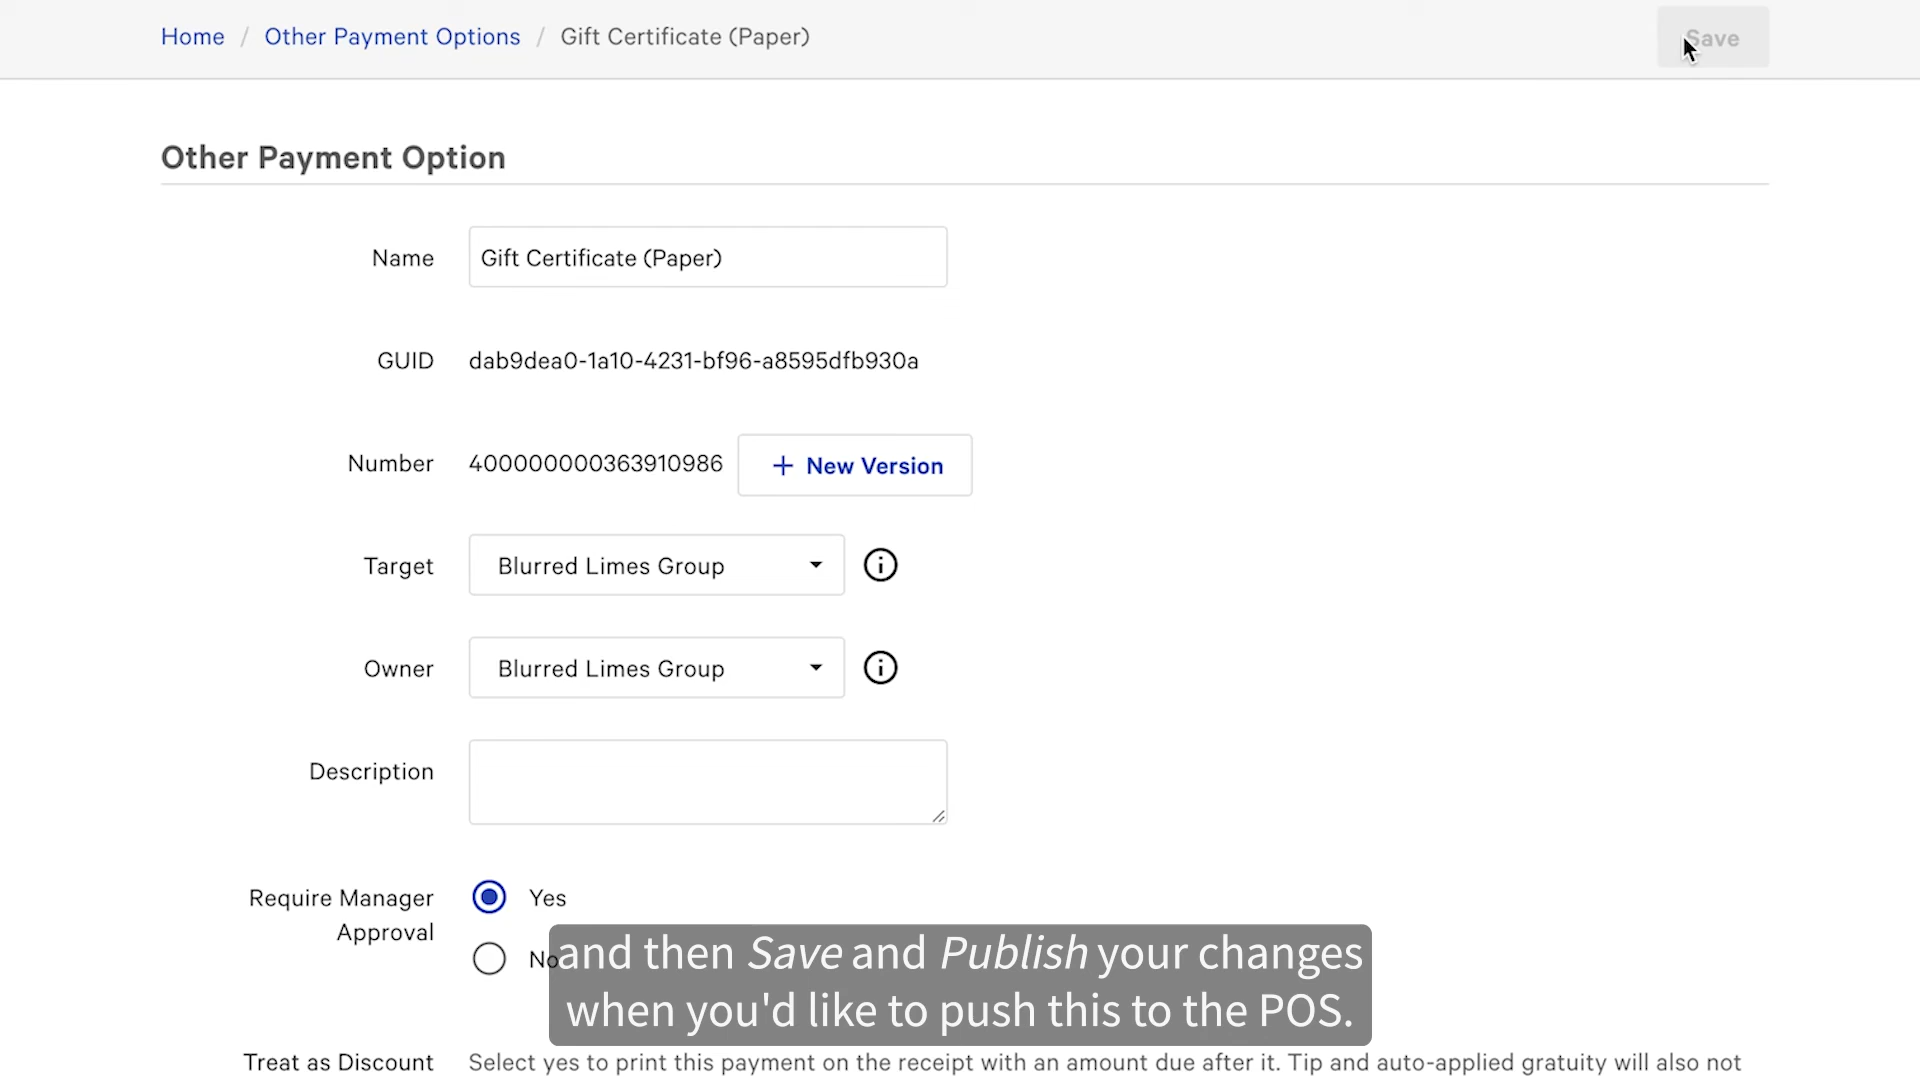 Home / Other Payment Options / Gift Certificate (Paper)
Save
Other Payment Option
Name Gift Certificate (Paper)
GUID dab9dea0-1a10-4231-bf96-a8595dfb930a
Number 400000000363910986 + New Version
Target Blurred Limes Group
Owner Blurred Limes Group
Description
Require Manager Approval
Yes
No
and then Save and Publish your changes
when you'd like to push this to the POS.
Treat as Discount Select yes to print this payment on the receipt with an amount due after it. Tip and auto-applied gratuity will also not